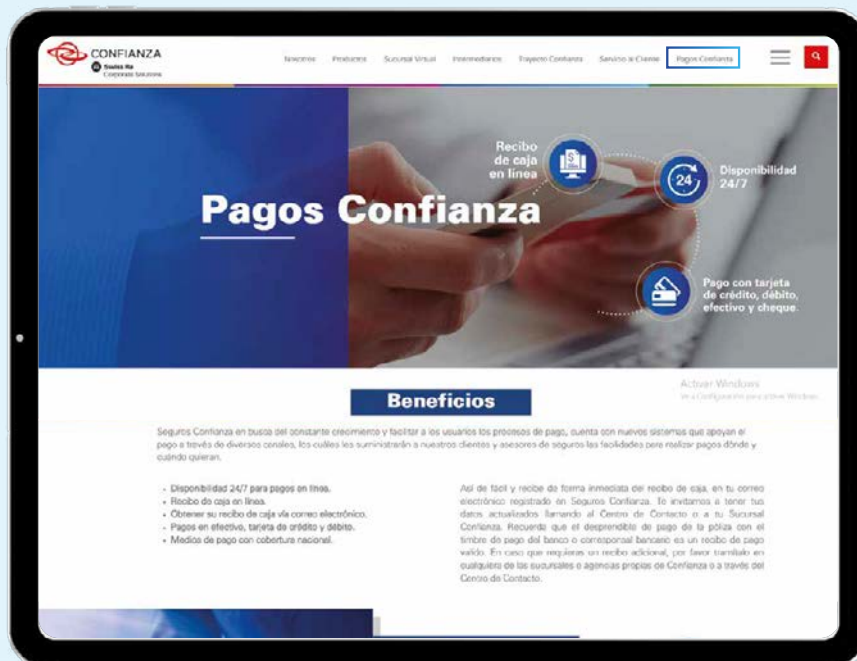 CONFIANZA
Swiss Re
Corporate Solutions
Nosotros Productos Sucursal Virtual Intermediarios Trayecto Confianza Servicio al Cliente Pagos Confianza
Recibo
de caja
en línea
24
Disponibilidad
24/7
Pagos Confianza
Pago con tarjeta
de crédito, débito,
efectivo y cheque.
Activar Windows
Ve a Configuración para activar Windows.
Beneficios
Seguros Confianza en busca del constante crecimiento y facilitar a los usuarios los procesos de pago, cuenta con nuevos sistemas que apoyan el
pago a través de diversos canales, los cuáles les suministrarán a nuestros clientes y asesores de seguros las facilidades para realizar pagos dónde y
cuándo quieran.
• Disponibilidad 24/7 para pagos en línea.
• Recibo de caja en línea.
• Obtener su recibo de caja vía correo electrónico.
• Pagos en efectivo, tarjeta de crédito y débito.
• Medios de pago con cobertura nacional.
Así de fácil y recibe de forma inmediata del recibo de caja, en tu correo
electrónico registrado en Seguros Confianza. Te invitamos a tener tus
datos actualizados llamando al Centro de Contacto o a tu Sucursal
Confianza. Recuerda que el desprendible de pago de la póliza con el
timbre de pago del banco o corresponsal bancario es un recibo de pago
valido. En caso que requieras un recibo adicional, por favor tramítalo en
cualquiera de las sucursales o agencias propias de Confianza o a través del
Centro de Contacto.